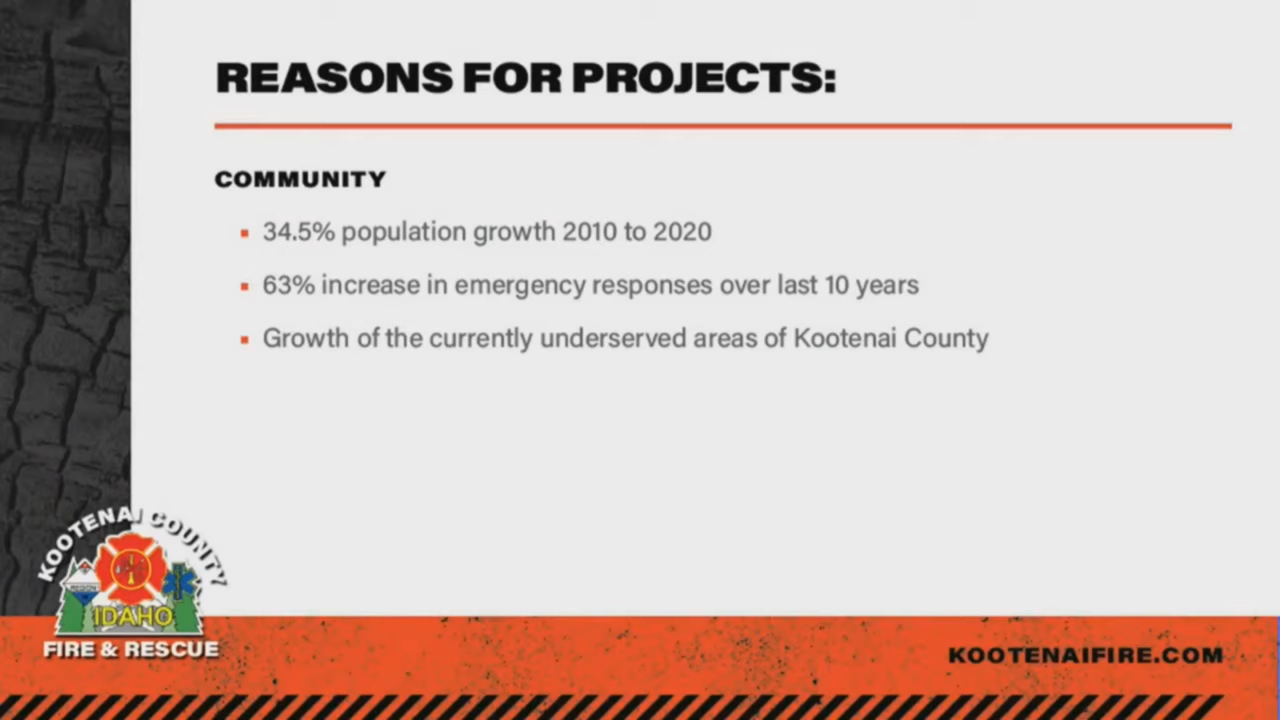 REASONS FOR PROJECTS:
COMMUNITY
34.5% population growth 2010 to 2020
63% increase in emergency responses over last 10 years
Growth of the currently underserved areas of Kootenai County
KOOTENAI COUNTY
IDAHO
FIRE & RESCUE
KOOTENAIFIRE.COM